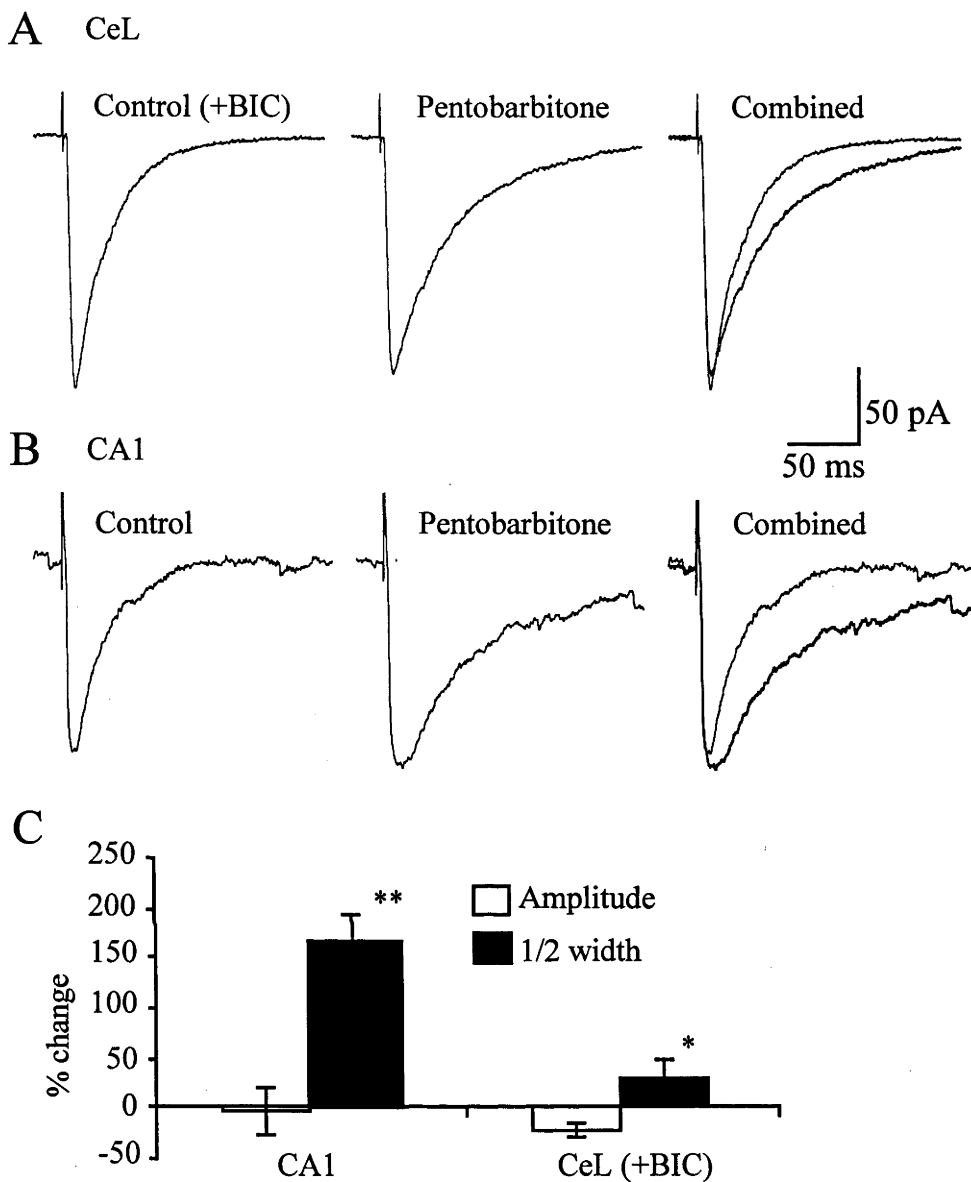 A CeL
Control (+BIC) Pentobarbitone Combined
50 pA
50 ms
B CA1
Control Pentobarbitone Combined
C
250
200
150
100
50
0
-50
% change
** 
*
Amplitude
1/2 width
CA1 CeL (+BIC)